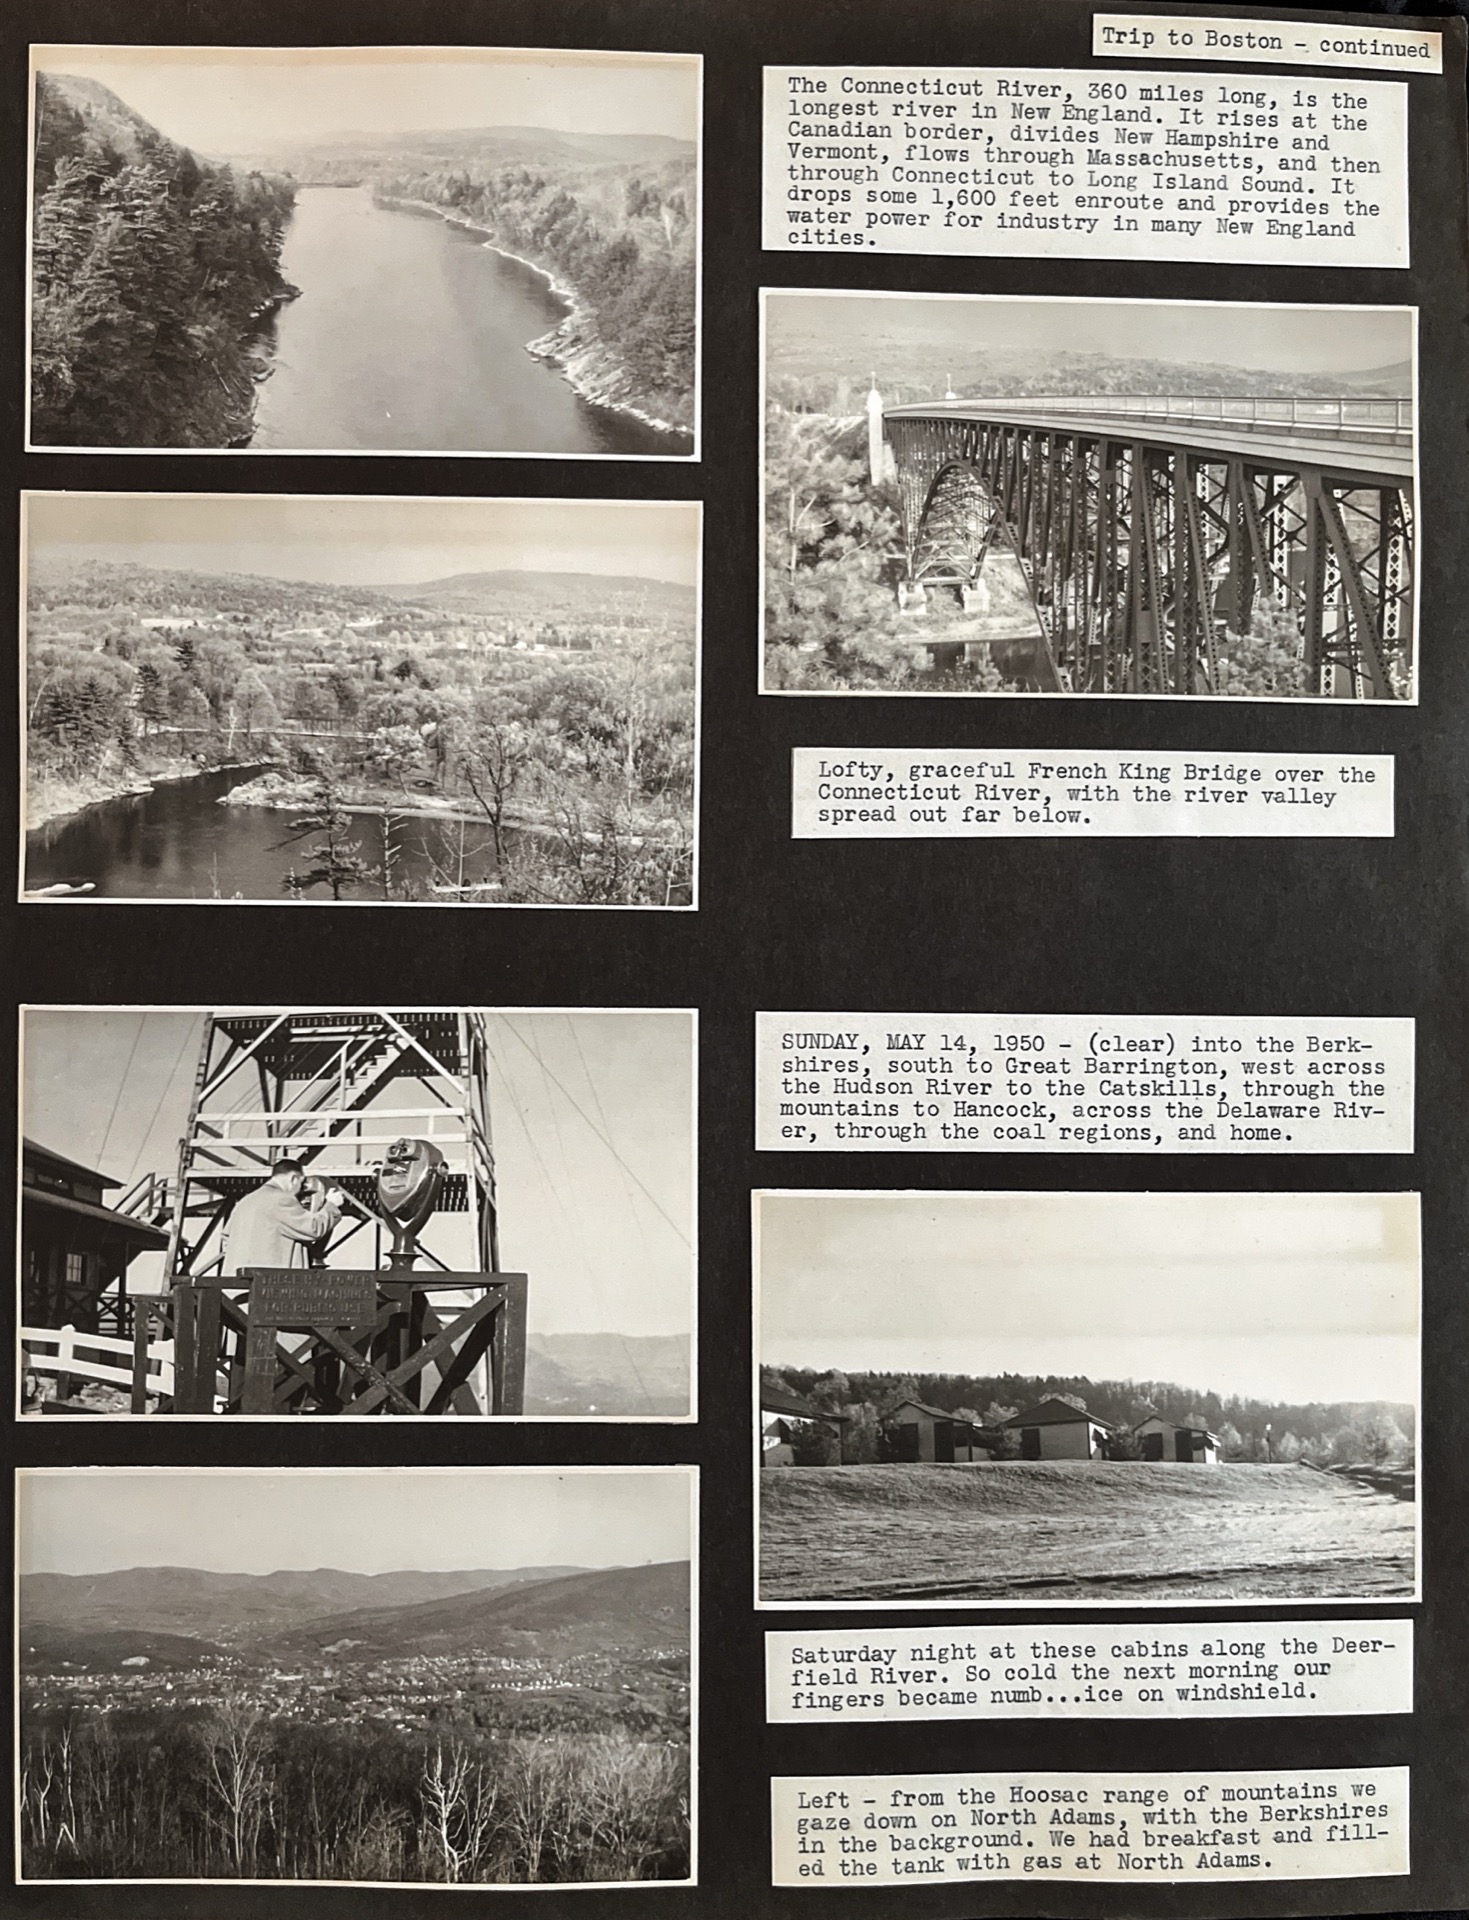 Trip to Boston - continued
The Connecticut River, 360 miles long, is the
longest river in New England. It rises at the
Canadian border, divides New Hampshire and
Vermont, flows through Massachusetts, and then
through Connecticut to Long Island Sound. It
drops some 1,600 feet enroute and provides the
water power for industry in many New England
cities.
Lofty, graceful French King Bridge over the
Connecticut River, with the river valley
spread out far below.
SUNDAY, MAY 14, 1950 - (clear) into the Berk-
shires, south to Great Barrington, west across
the Hudson River to the Catskills, through the
mountains to Hancock, across the Delaware Riv-
er, through the coal regions, and home.
THESE HY-POWER
VIEWING MACHINES
FOR PUBLIC USE
Saturday night at these cabins along the Deer-
field River. So cold the next morning our
fingers became numb...ice on windshield.
Left - from the Hoosac range of mountains we
gaze down on North Adams, with the Berkshires
in the background. We had breakfast and fill-
ed the tank with gas at North Adams.